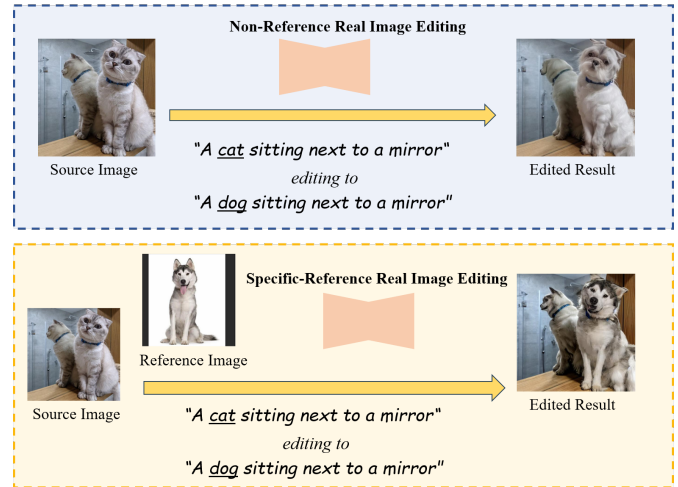 Non-Reference Real Image Editing
Source Image
"A cat sitting next to a mirror"
editing to
"A dog sitting next to a mirror"
Edited Result
Specific-Reference Real Image Editing
Reference Image
Source Image
"A cat sitting next to a mirror"
editing to
"A dog sitting next to a mirror"
Edited Result